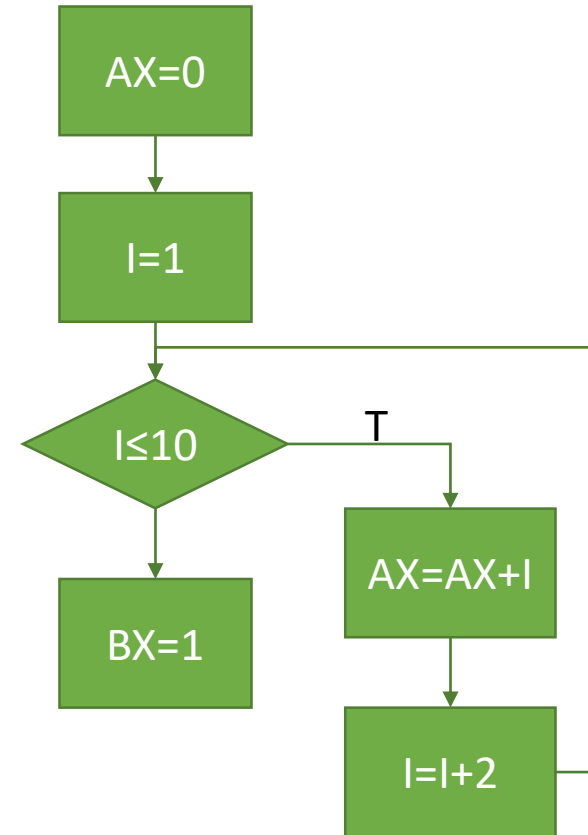 AX=0
I=1
I≤10
T
AX=AX+I
BX=1
I=I+2